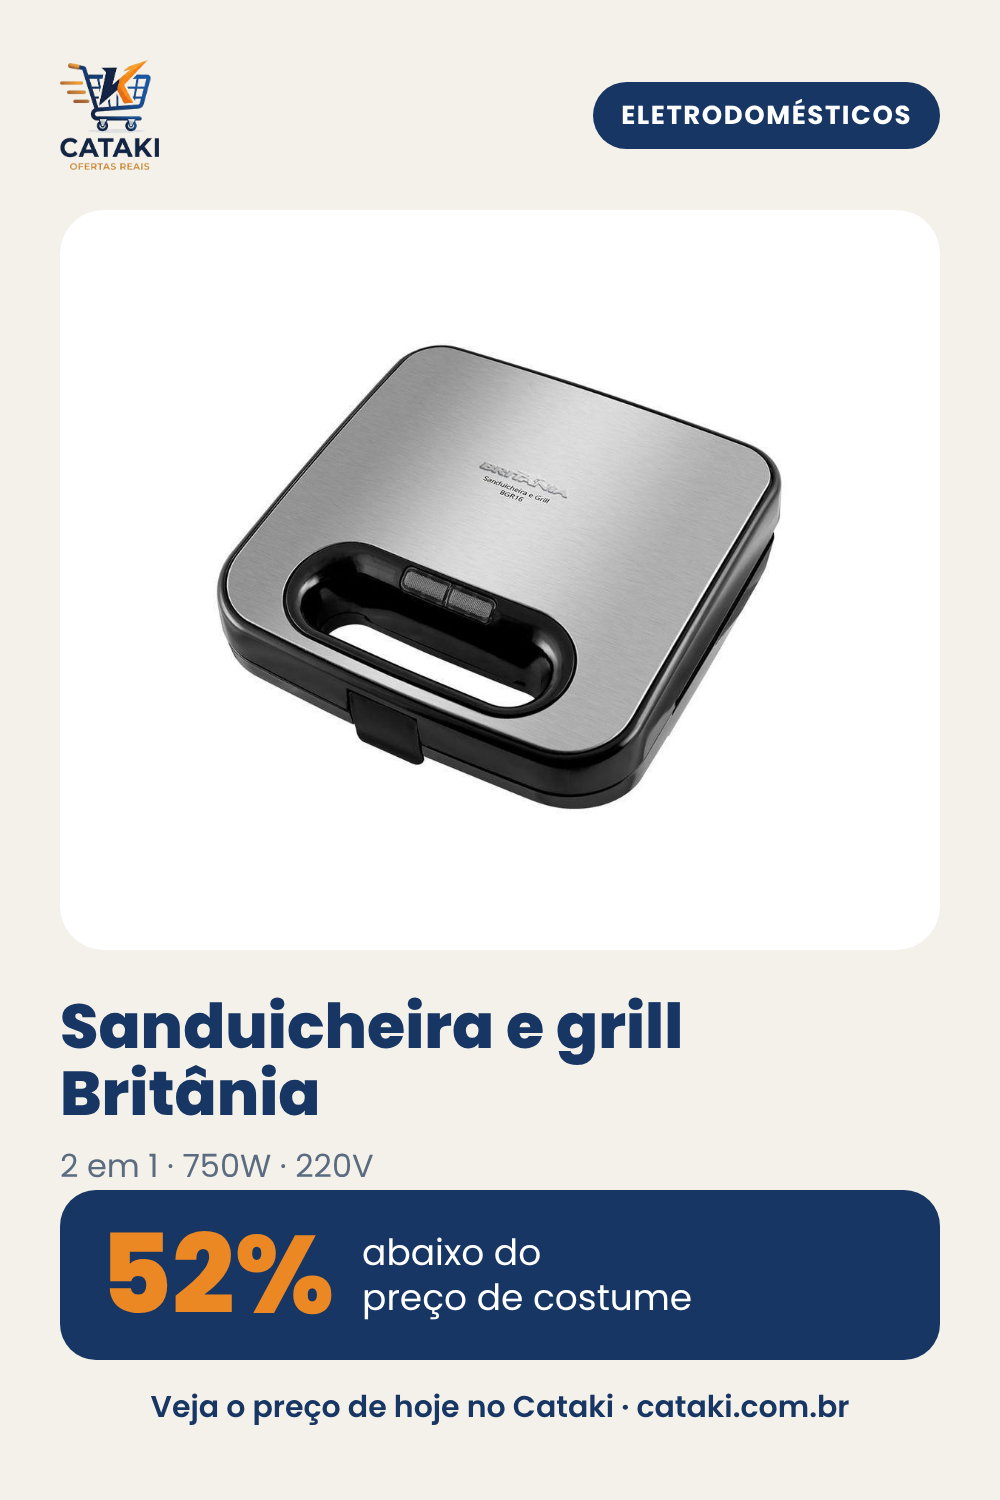 CATAKI
OFERTAS REAIS
ELETRODOMÉSTICOS
BRITÂNIA
Sanduicheira e Grill
BGR16
Sanduicheira e grill
Britânia
2 em 1 · 750W · 220V
52%
abaixo do
preço de costume
Veja o preço de hoje no Cataki · cataki.com.br